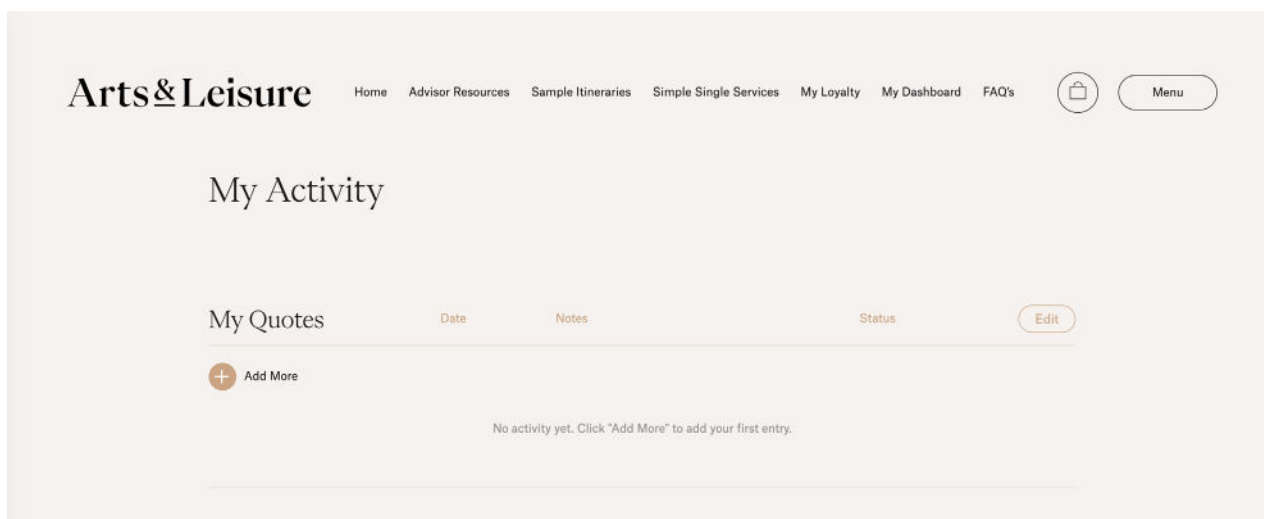 Arts&Leisure Home Advisor Resources Sample Itineraries Simple Single Services My Loyalty My Dashboard FAQ's Menu
My Activity
My Quotes Date Notes Status Edit
Add More
No activity yet. Click "Add More" to add your first entry.